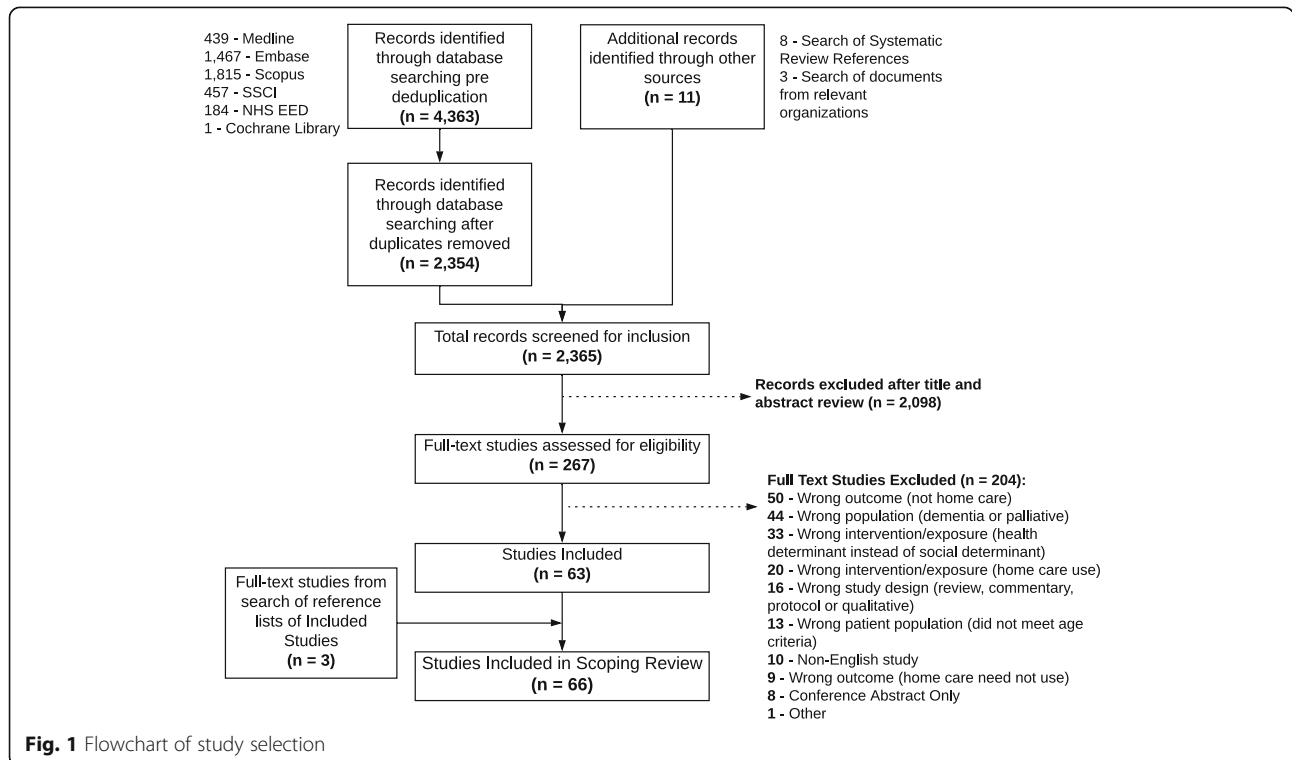 439 - Medline
1,467 - Embase
1,815 - Scopus
457 - SSCI
184 - NHS EED
1 - Cochrane Library
Records identified
through database
searching pre
deduplication
(n = 4,363)
Additional records
identified through other
sources
(n = 11)
8 - Search of Systematic
Review References
3 - Search of documents
from relevant
organizations
Records identified
through database
searching after
duplicates removed
(n = 2,354)
Total records screened for inclusion
(n = 2,365)
Records excluded after title and
abstract review (n = 2,098)
Full-text studies assessed for eligibility
(n = 267)
Full Text Studies Excluded (n = 204):
50 - Wrong outcome (not home care)
44 - Wrong population (dementia or palliative)
33 - Wrong intervention/exposure (health
determinant instead of social determinant)
20 - Wrong intervention/exposure (home care use)
16 - Wrong study design (review, commentary,
protocol or qualitative)
13 - Wrong patient population (did not meet age
criteria)
10 - Non-English study
9 - Wrong outcome (home care need not use)
8 - Conference Abstract Only
1 - Other
Studies Included
(n = 63)
Full-text studies from
search of reference
lists of Included
Studies
(n = 3)
Studies Included in Scoping Review
(n = 66)
Fig. 1 Flowchart of study selection